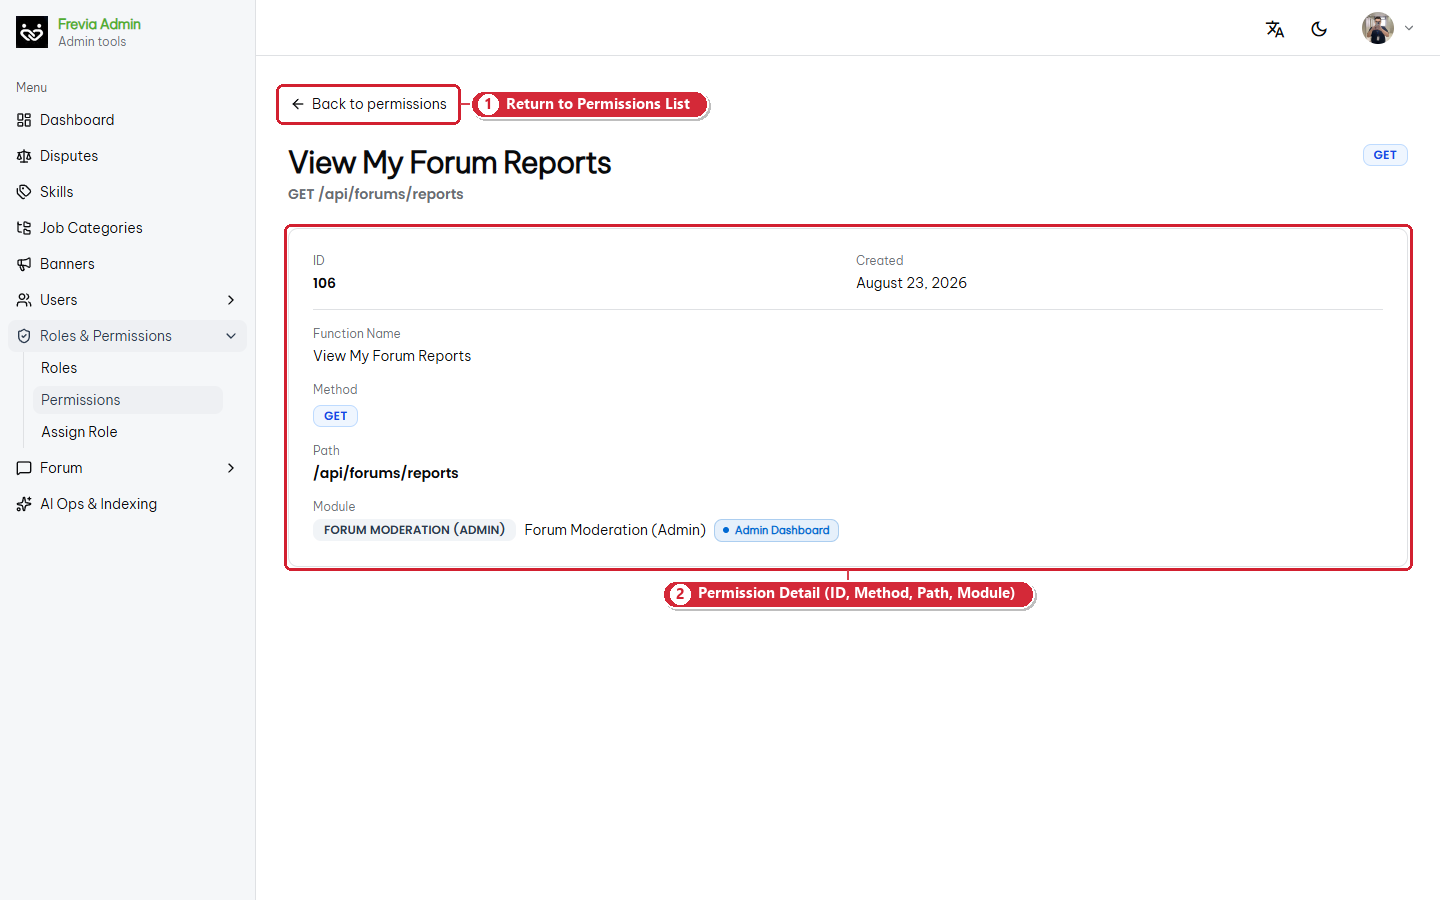 Frevia Admin
Admin tools
Menu
Dashboard
Disputes
Skills
Job Categories
Banners
Users
Roles & Permissions
Roles
Permissions
Assign Role
Forum
AI Ops & Indexing
Back to permissions
1 Return to Permissions List
View My Forum Reports
GET
GET /api/forums/reports
ID
106
Created
August 23, 2026
Function Name
View My Forum Reports
Method
GET
Path
/api/forums/reports
Module
FORUM MODERATION (ADMIN) Forum Moderation (Admin) Admin Dashboard
2 Permission Detail (ID, Method, Path, Module)